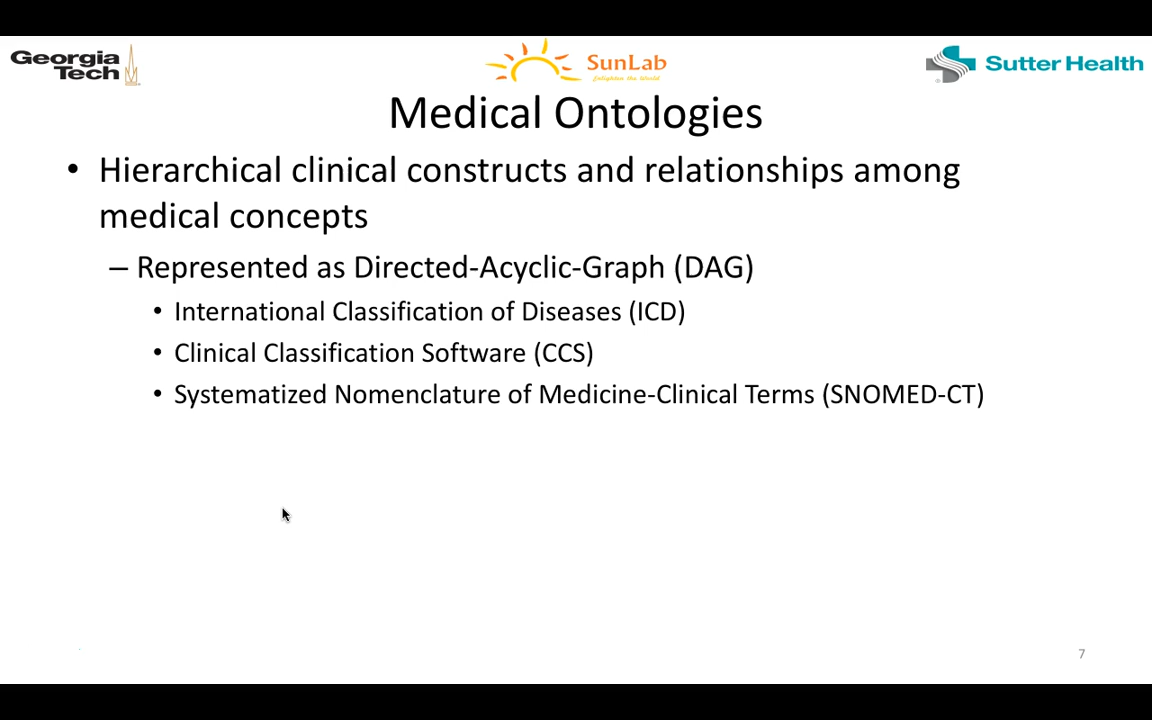 Georgia
Tech
SunLab
Enlighten the World
Sutter Health
Medical Ontologies
• Hierarchical clinical constructs and relationships among
medical concepts
– Represented as Directed-Acyclic-Graph (DAG)
• International Classification of Diseases (ICD)
• Clinical Classification Software (CCS)
• Systematized Nomenclature of Medicine-Clinical Terms (SNOMED-CT)
7